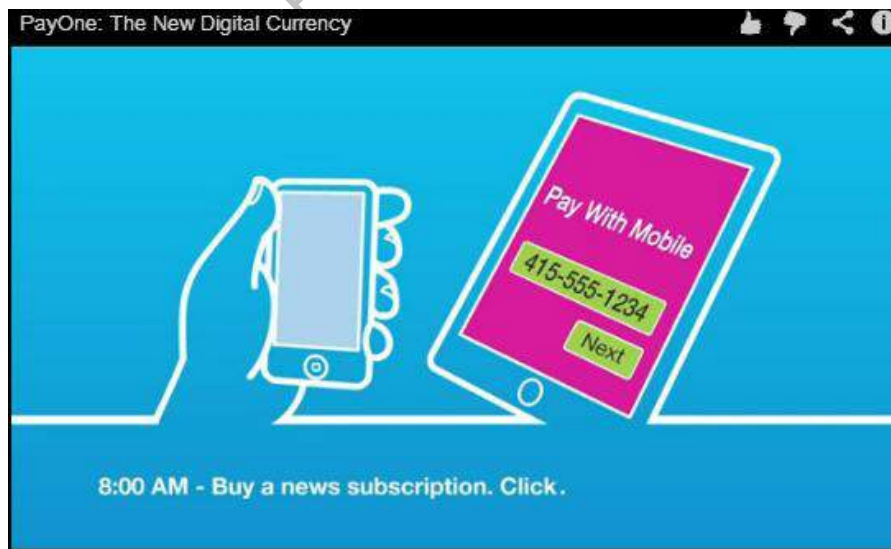 PayOne: The New Digital Currency
Pay With Mobile
415-555-1234
Next
8:00 AM - Buy a news subscription. Click.